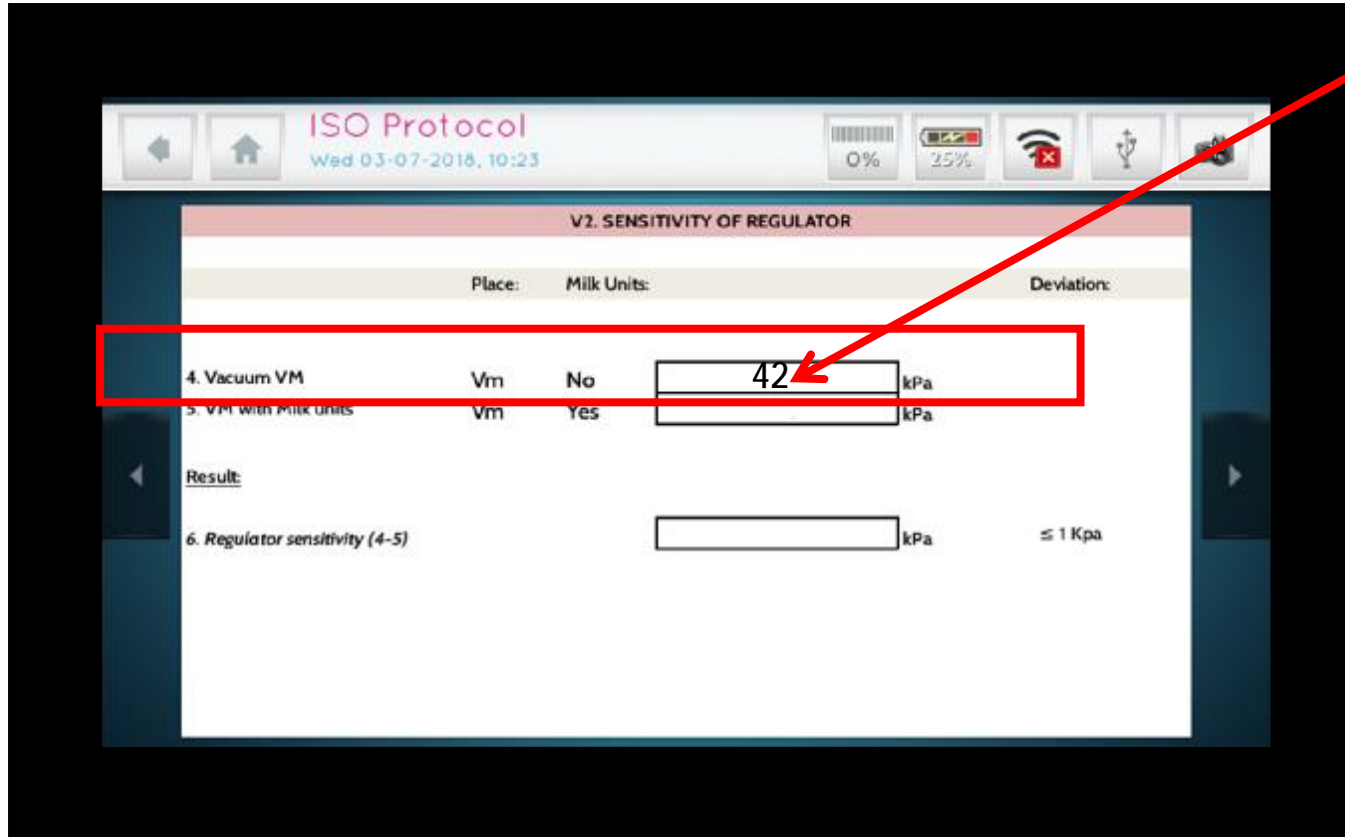 ISO Protocol
Wed 03-07-2018, 10:23
0%
25%
V2. SENSITIVITY OF REGULATOR
Place: Milk Units: Deviation:
4. Vacuum VM Vm No 42 kPa
5. VM with Milk units Vm Yes kPa
Result:
6. Regulator sensitivity (4-5) kPa ≤ 1 Kpa